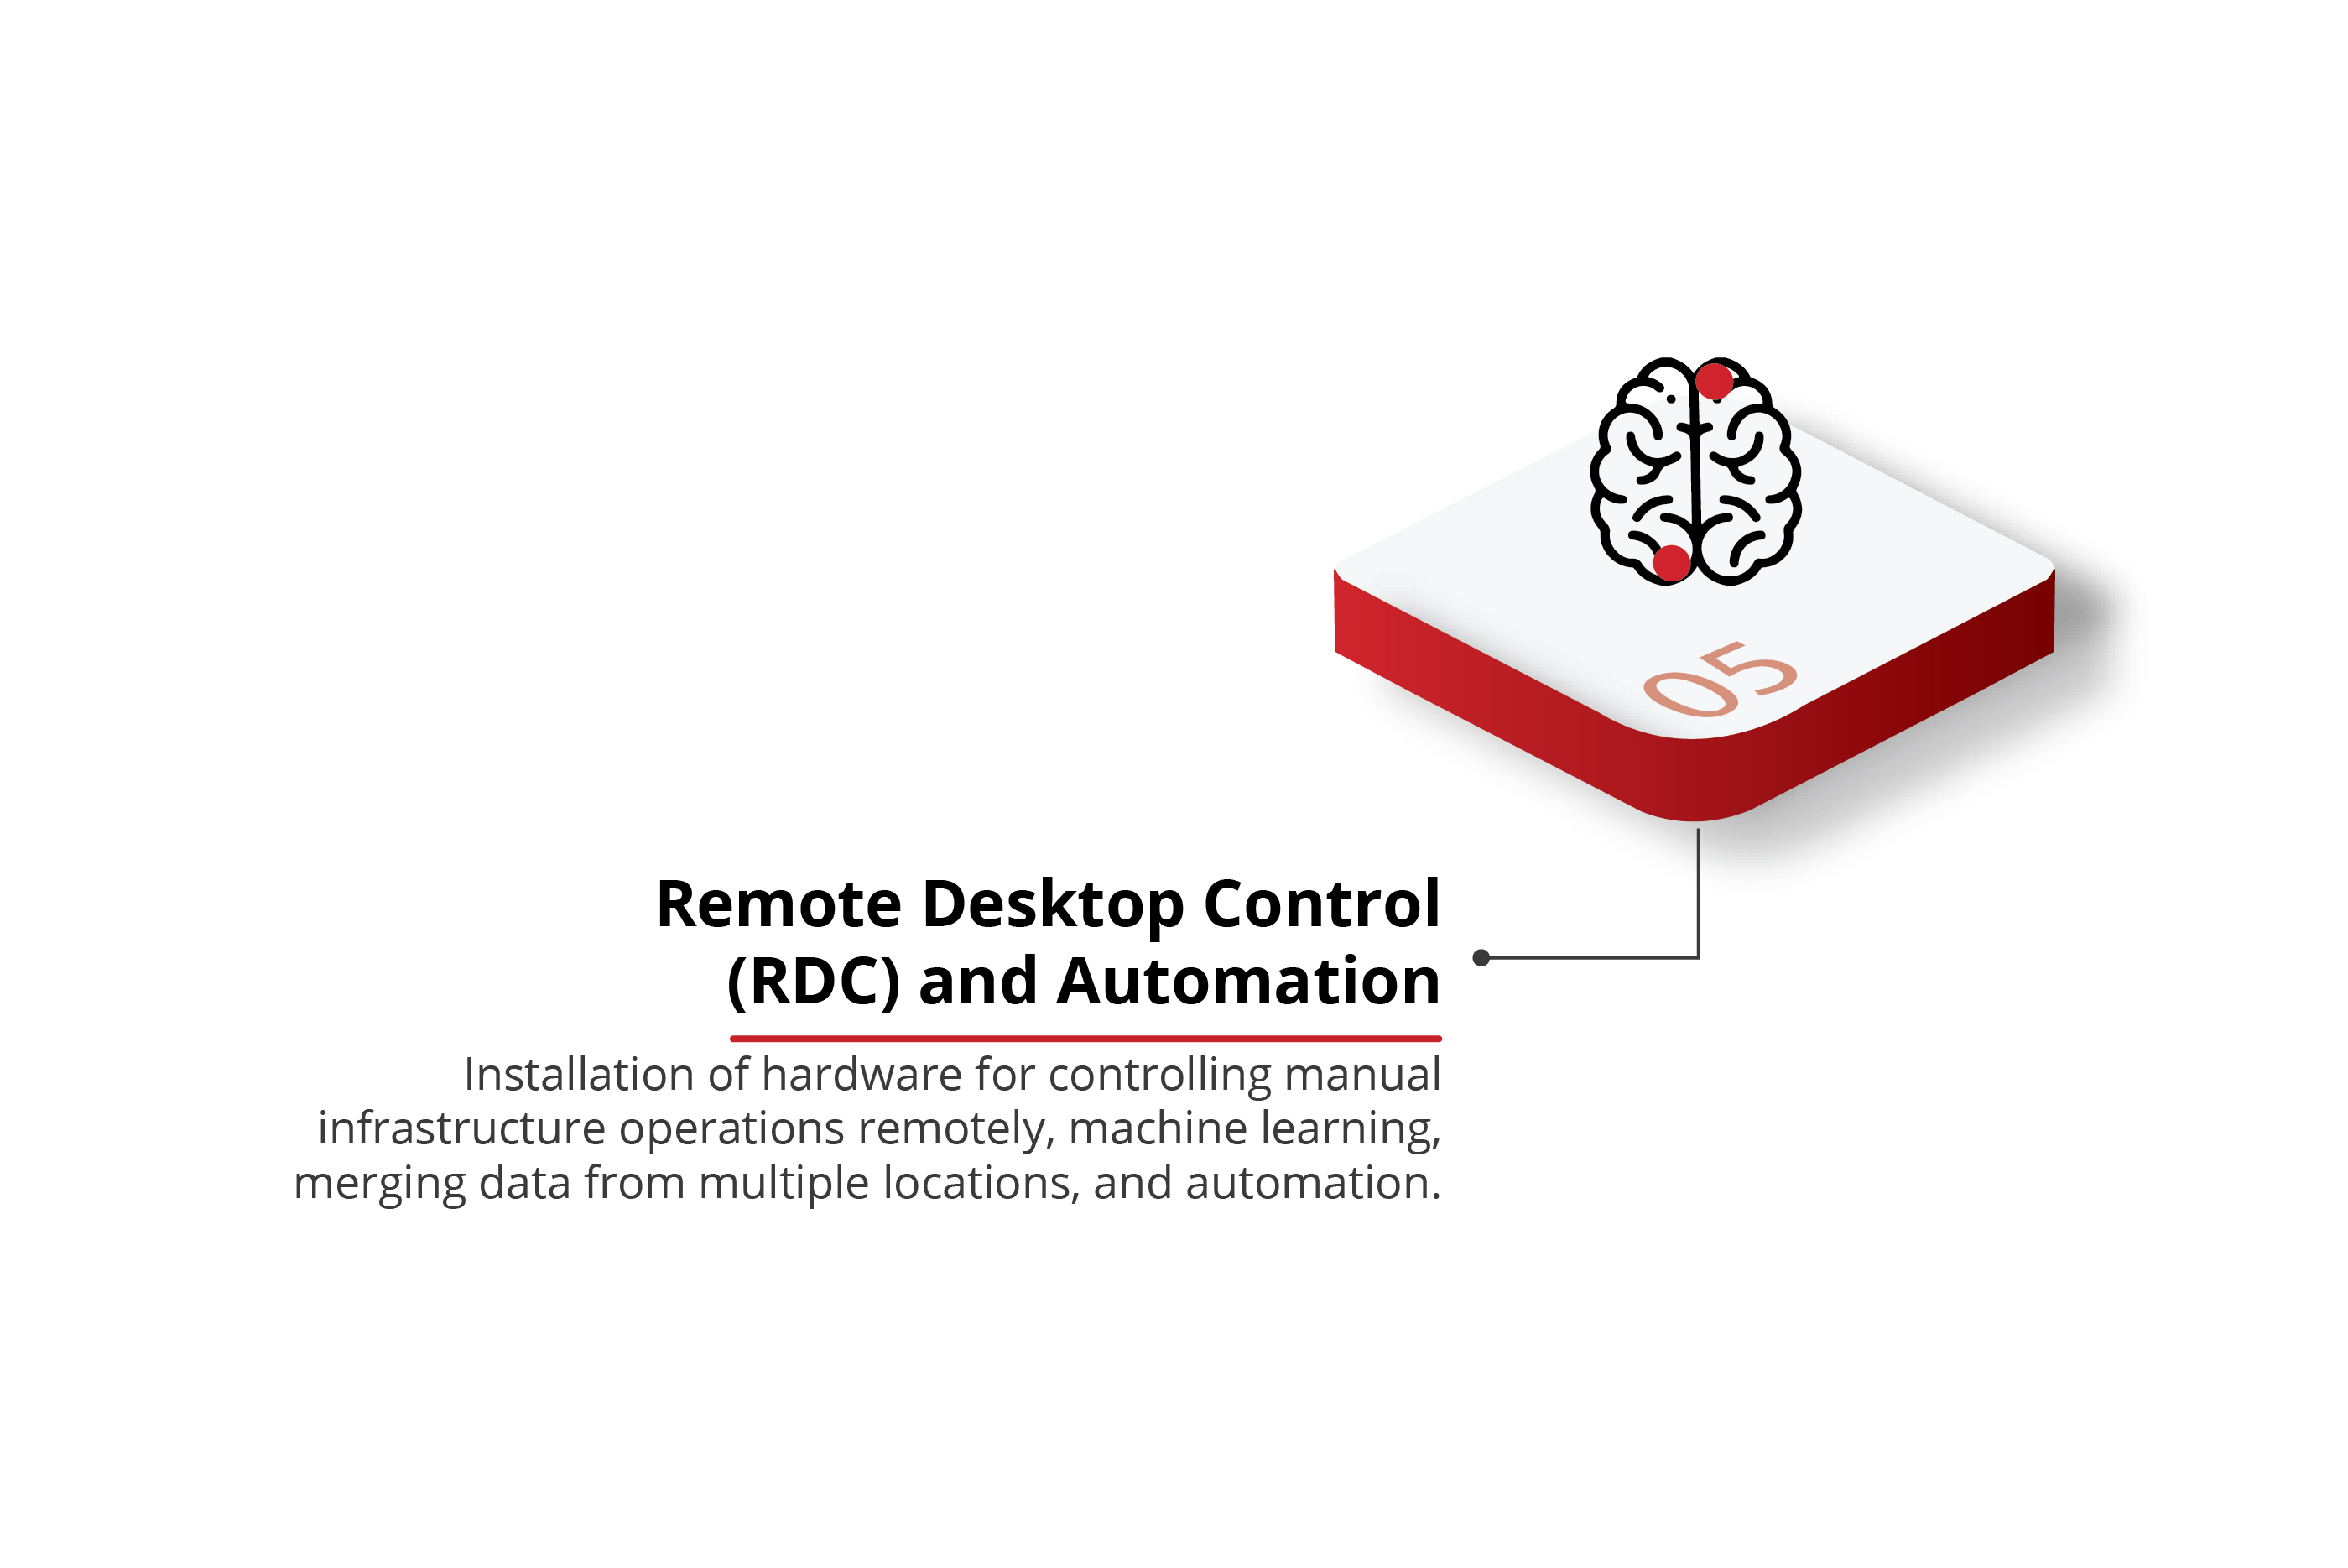 05
Remote Desktop Control
(RDC) and Automation
Installation of hardware for controlling manual
infrastructure operations remotely, machine learning,
merging data from multiple locations, and automation.